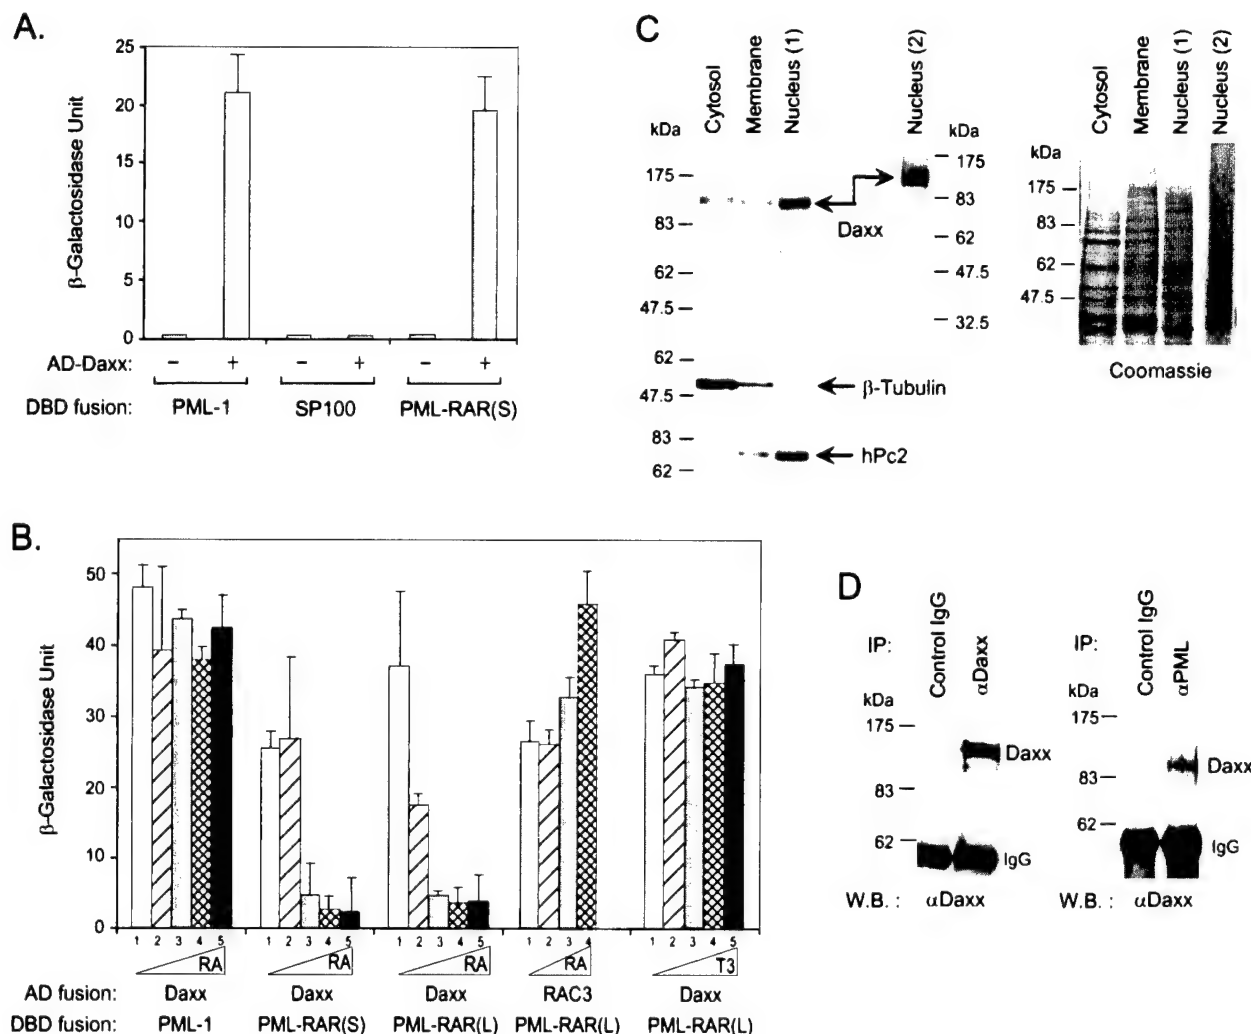 A.
β-Galactosidase Unit
25
20
15
10
5
0
AD-Daxx: − + − + − +
DBD fusion: PML-1 SP100 PML-RAR(S)
B.
β-Galactosidase Unit
50
40
30
20
10
0
1 2 3 4 5 1 2 3 4 5 1 2 3 4 5 1 2 3 4 1 2 3 4 5
RA RA RA RA T3
AD fusion: Daxx Daxx Daxx RAC3 Daxx
DBD fusion: PML-1 PML-RAR(S) PML-RAR(L) PML-RAR(L) PML-RAR(L)
C
kDa Cytosol Membrane Nucleus (1) Nucleus (2) kDa
175
83
62
47.5
Daxx
175
83
62
47.5
32.5
62
47.5
β-Tubulin
83
62
hPc2
kDa Cytosol Membrane Nucleus (1) Nucleus (2)
175
83
62
47.5
Coomassie
D
IP: Control IgG αDaxx
kDa
175
83
62
Daxx
IgG
W.B. : αDaxx
IP: Control IgG αPML
kDa
175
83
62
Daxx
IgG
W.B. : αDaxx